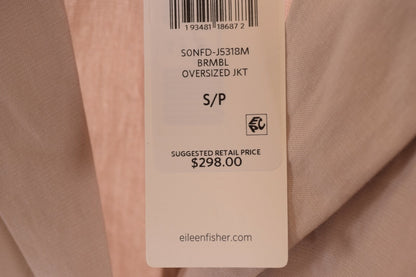 1 93481 18687 2
S0NFD-J5318M
BRMBL
OVERSIZED JKT
S/P
SUGGESTED RETAIL PRICE
$298.00
eileenfisher.com